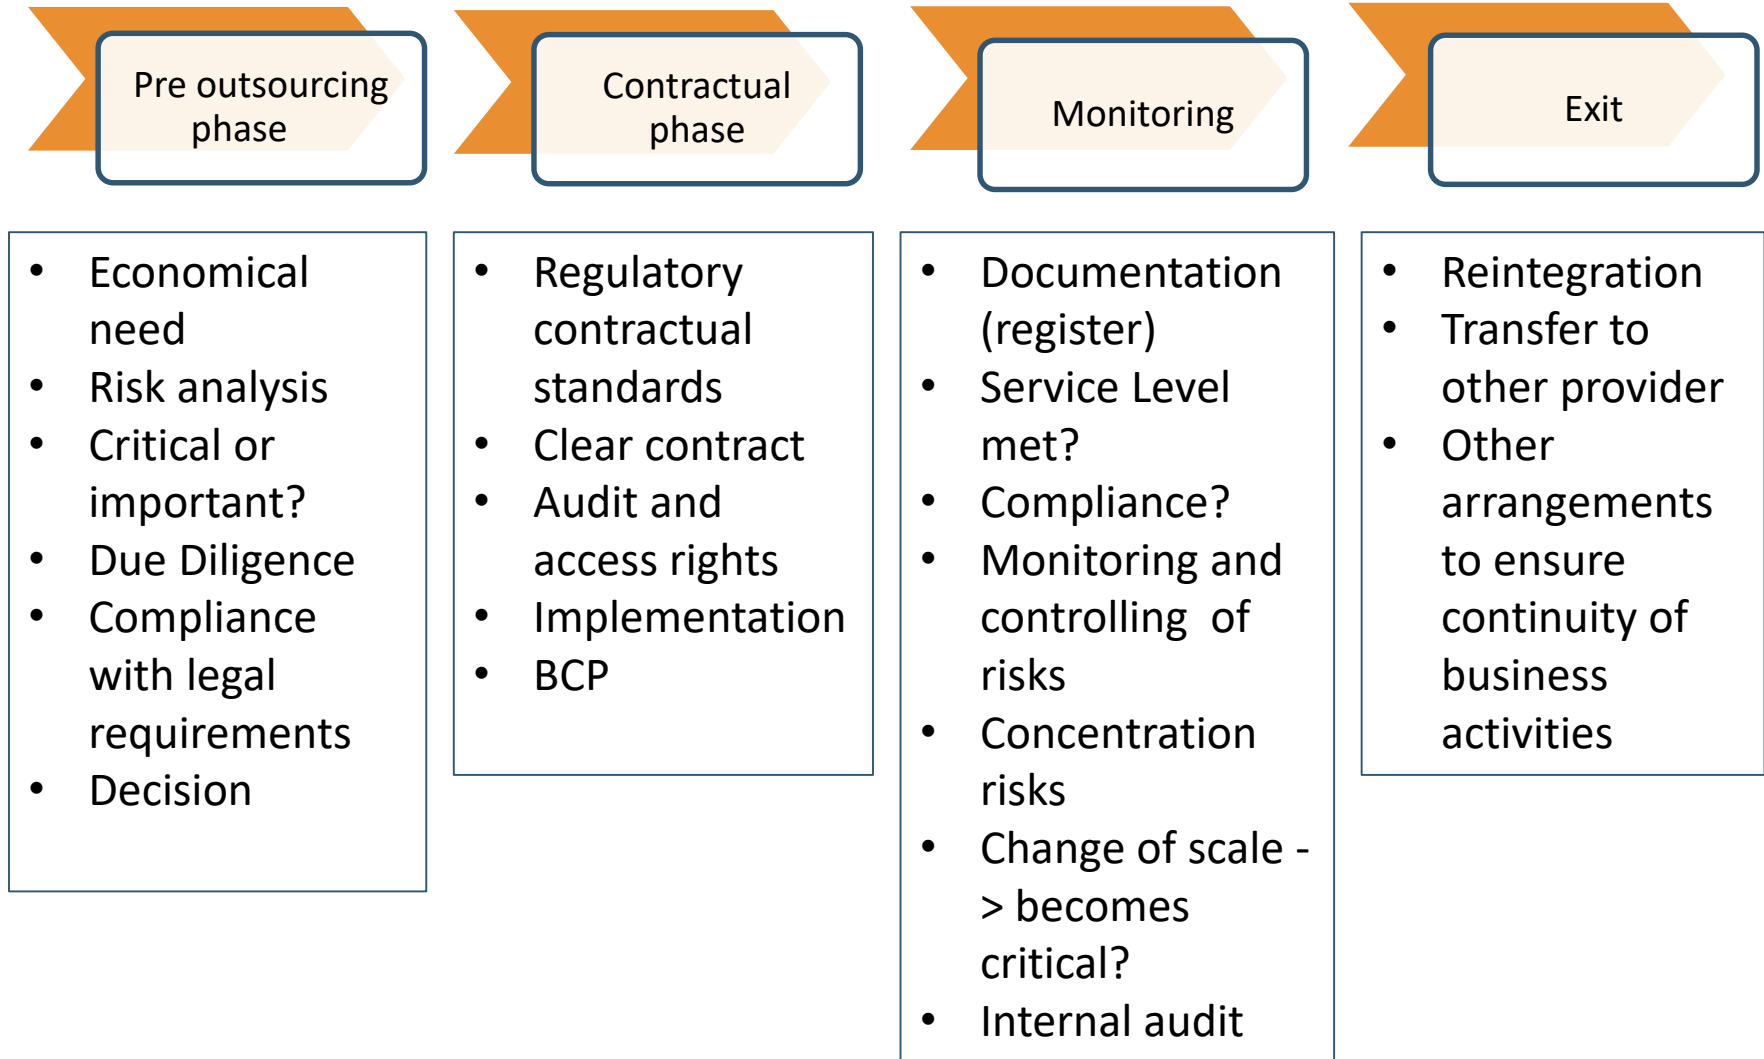 Pre outsourcing
phase
Contractual
phase
Monitoring
Exit
• Economical
need
• Risk analysis
• Critical or
important?
• Due Diligence
• Compliance
with legal
requirements
• Decision
• Regulatory
contractual
standards
• Clear contract
• Audit and
access rights
• Implementation
• BCP
• Documentation
(register)
• Service Level
met?
• Compliance?
• Monitoring and
controlling of
risks
• Concentration
risks
• Change of scale -
> becomes
critical?
• Internal audit
• Reintegration
• Transfer to
other provider
• Other
arrangements
to ensure
continuity of
business
activities